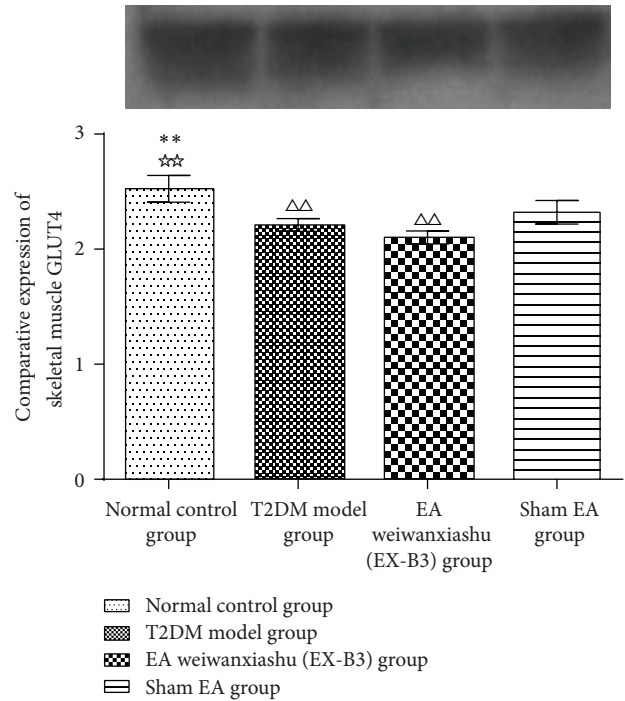 Comparative expression of
skeletal muscle GLUT4
3
2
1
0
**
☆☆
△△
△△
Normal control
group
T2DM model
group
EA
weiwanxiashu
(EX-B3) group
Sham EA
group
Normal control group
T2DM model group
EA weiwanxiashu (EX-B3) group
Sham EA group